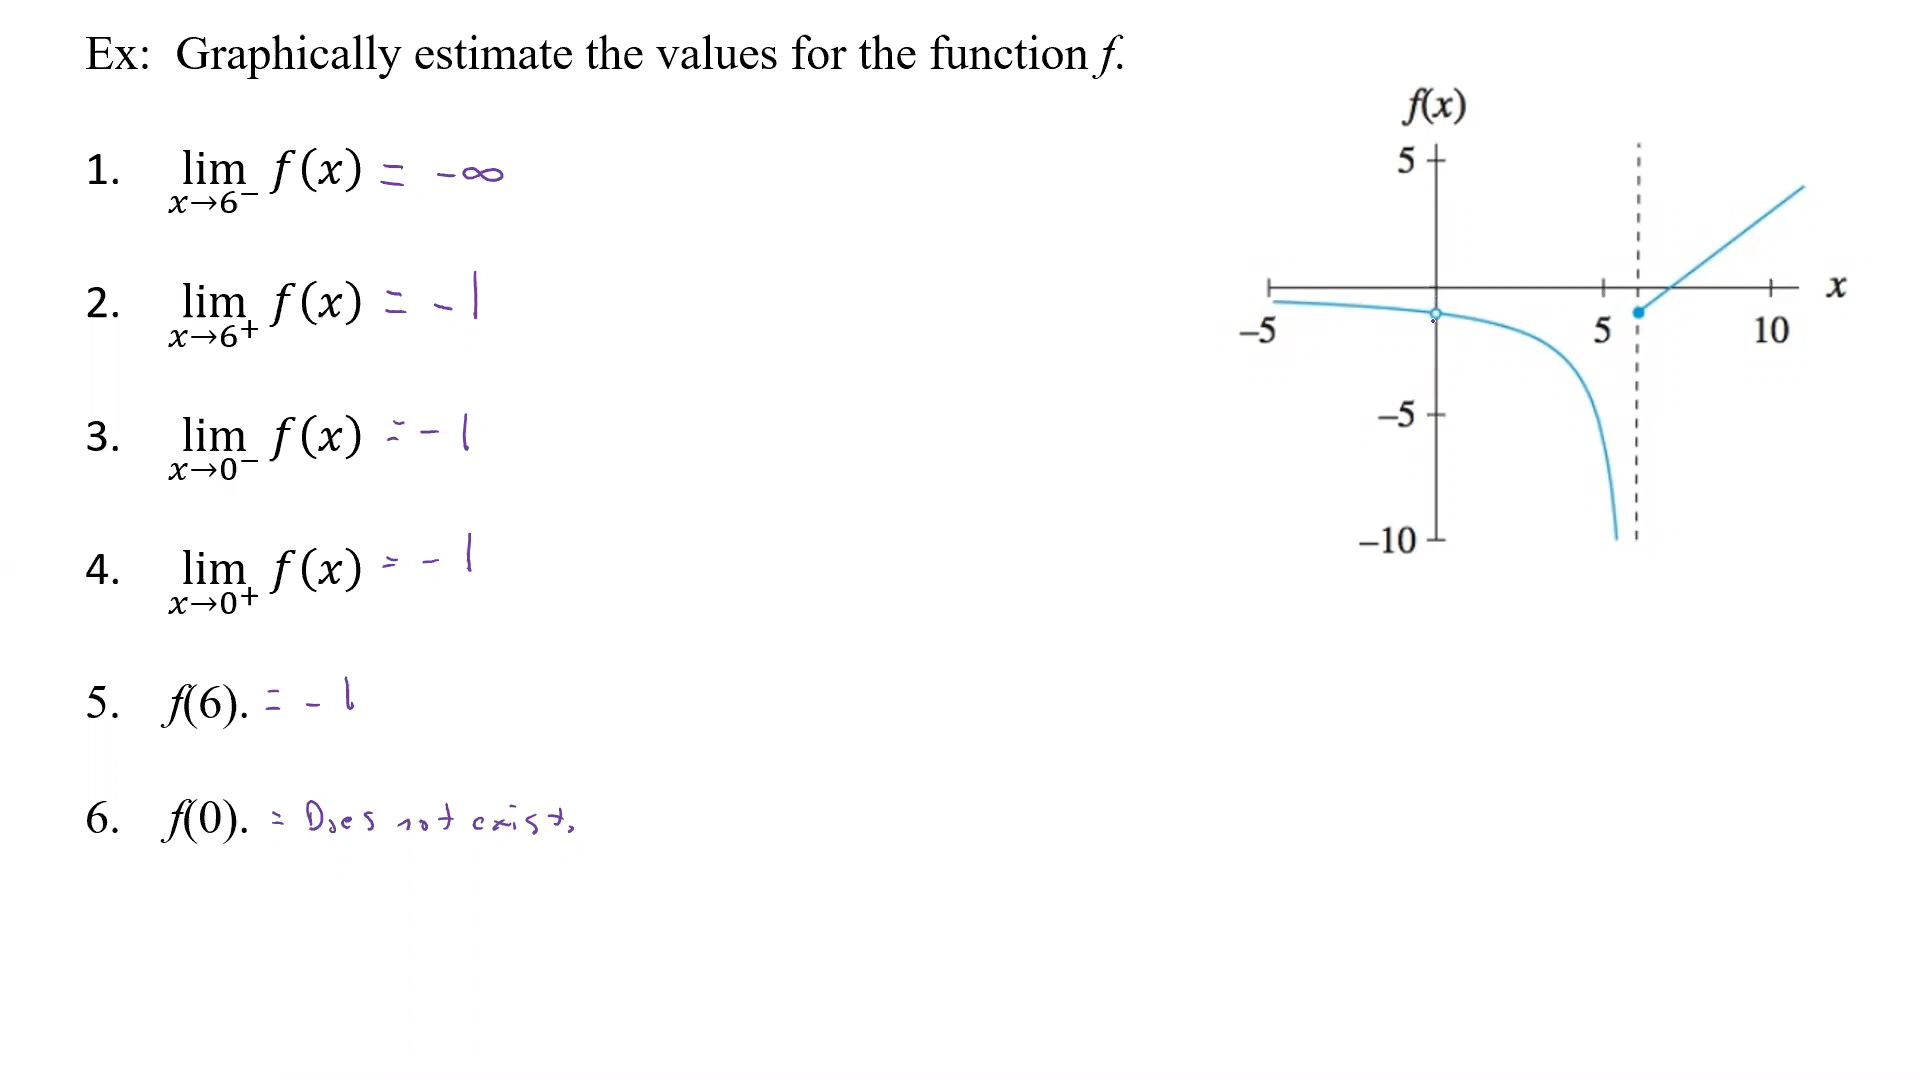 Ex: Graphically estimate the values for the function f.
1. lim x→6⁻ f(x) = -∞
2. lim x→6⁺ f(x) = -1
3. lim x→0⁻ f(x) = -1
4. lim x→0⁺ f(x) = -1
5. f(6). = -1
6. f(0). = Does not exist.
f(x)
5
x
–5
5
10
–5
–10